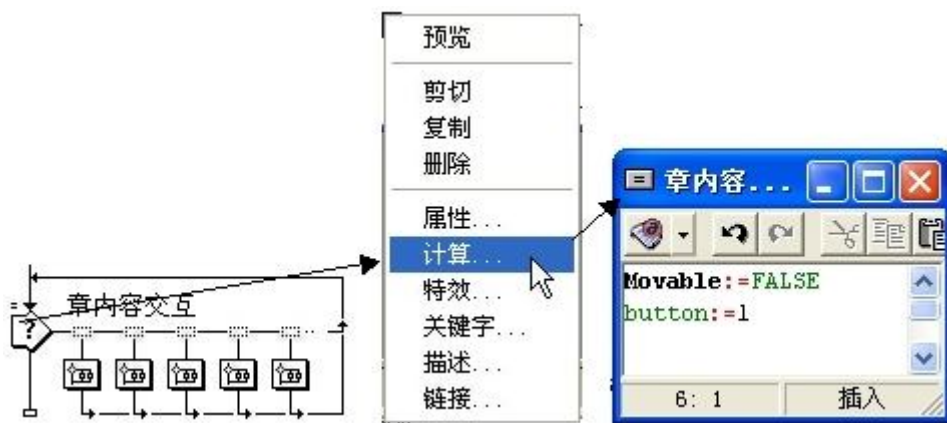 章内容交互
?
预览
剪切
复制
删除
属性...
计算...
特效...
关键字...
描述...
链接...
章内容...
Movable:=FALSE
button:=1
6: 1
插入